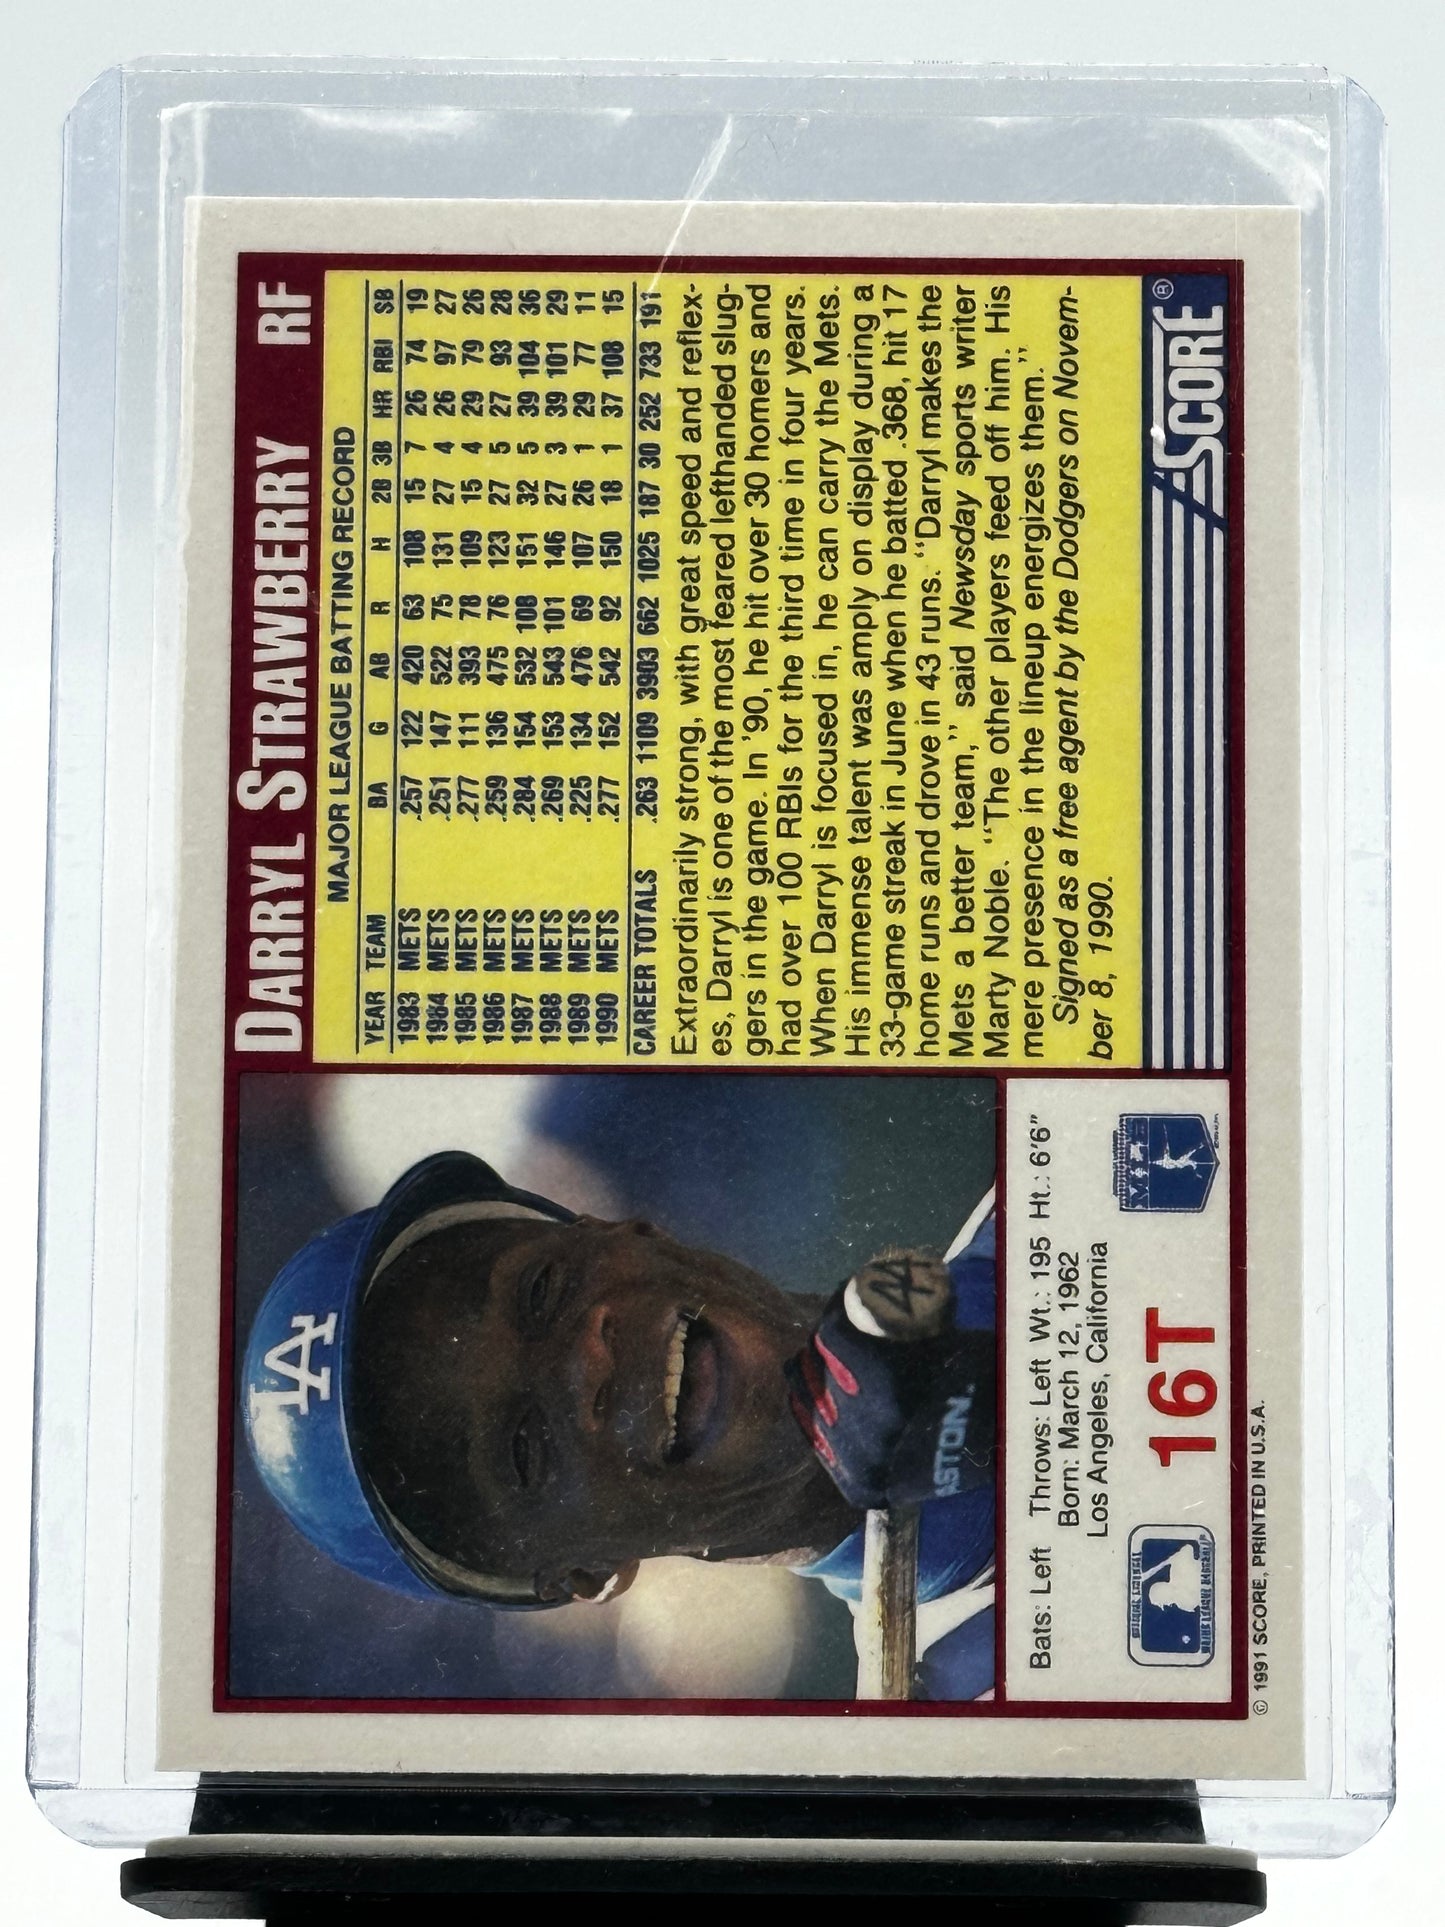 DARRYL STRAWBERRY RF
MAJOR LEAGUE BATTING RECORD
YEAR TEAM BA G AB R H 2B 3B HR RBI SB
1983 METS .257 122 420 63 108 15 7 26 74 19
1984 METS .251 147 522 75 131 27 4 26 97 27
1985 METS .277 111 393 78 109 15 4 29 79 26
1986 METS .259 136 475 76 123 27 5 27 93 28
1987 METS .284 154 532 108 151 32 5 39 104 36
1988 METS .269 153 543 101 146 27 3 39 101 29
1989 METS .225 134 476 69 107 26 1 29 77 11
1990 METS .277 152 542 92 150 18 1 37 108 15
CAREER TOTALS .263 1109 3903 662 1025 187 30 252 733 191
Extraordinarily strong, with great speed and reflex-
es, Darryl is one of the most feared lefthanded slug-
gers in the game. In '90, he hit over 30 homers and
had over 100 RBIs for the third time in four years.
When Darryl is focused in, he can carry the Mets.
His immense talent was amply on display during a
33-game streak in June when he batted .368, hit 17
home runs and drove in 43 runs. "Darryl makes the
Mets a better team," said Newsday sports writer
Marty Noble. "The other players feed off him. His
mere presence in the lineup energizes them."
Signed as a free agent by the Dodgers on Novem-
ber 8, 1990.
SCORE®
LA
44
ASTON.
Bats: Left Throws: Left Wt.: 195 Ht.: 6'6"
Born: March 12, 1962
Los Angeles, California
16T
© 1991 SCORE, PRINTED IN U.S.A.